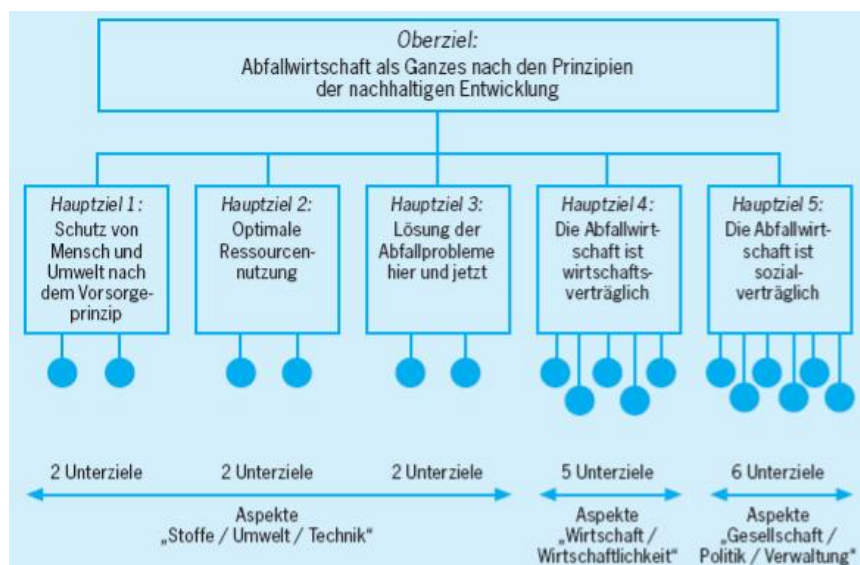 Oberziel:
Abfallwirtschaft als Ganzes nach den Prinzipien
der nachhaltigen Entwicklung
Hauptziel 1:
Schutz von
Mensch und
Umwelt nach
dem Vorsorge-
prinzip
Hauptziel 2:
Optimale
Ressourcen-
nutzung
Hauptziel 3:
Lösung der
Abfallprobleme
hier und jetzt
Hauptziel 4:
Die Abfallwirt-
schaft ist
wirtschafts-
verträglich
Hauptziel 5:
Die Abfallwirt-
schaft ist
sozial-
verträglich
2 Unterziele
2 Unterziele
2 Unterziele
5 Unterziele
6 Unterziele
Aspekte
„Stoffe / Umwelt / Technik“
Aspekte
„Wirtschaft /
Wirtschaftlichkeit“
Aspekte
„Gesellschaft /
Politik / Verwaltung“